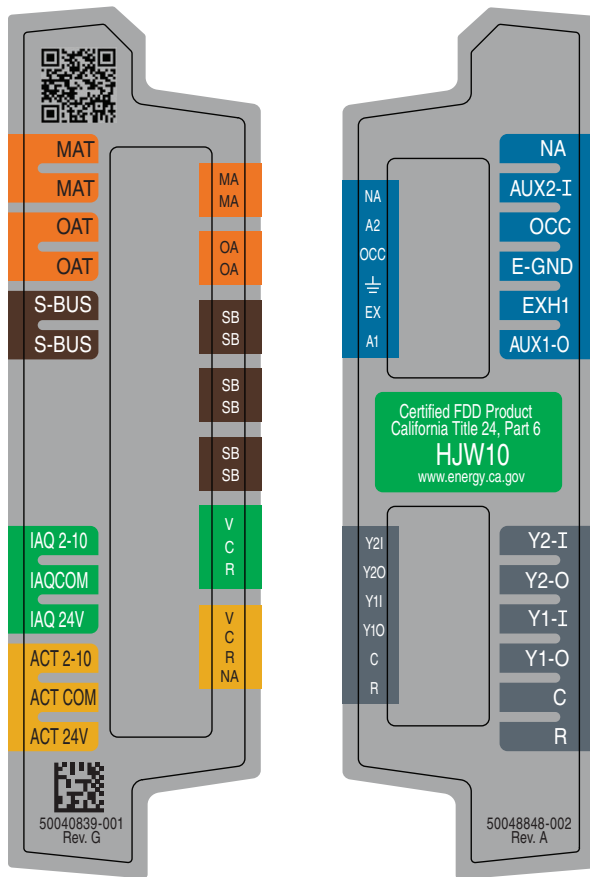 MAT
MAT
OAT
OAT
S-BUS
S-BUS
IAQ 2-10
IAQCOM
IAQ 24V
ACT 2-10
ACT COM
ACT 24V
50040839-001
Rev. G
MA
MA
OA
OA
SB
SB
SB
SB
SB
SB
V
C
R
V
C
R
NA
NA
A2
OCC
EX
A1
NA
AUX2-I
OCC
E-GND
EXH1
AUX1-O
Certified FDD Product
California Title 24, Part 6
HJW10
www.energy.ca.gov
Y2I
Y2O
Y1I
Y1O
C
R
Y2-I
Y2-O
Y1-I
Y1-O
C
R
50048848-002
Rev. A